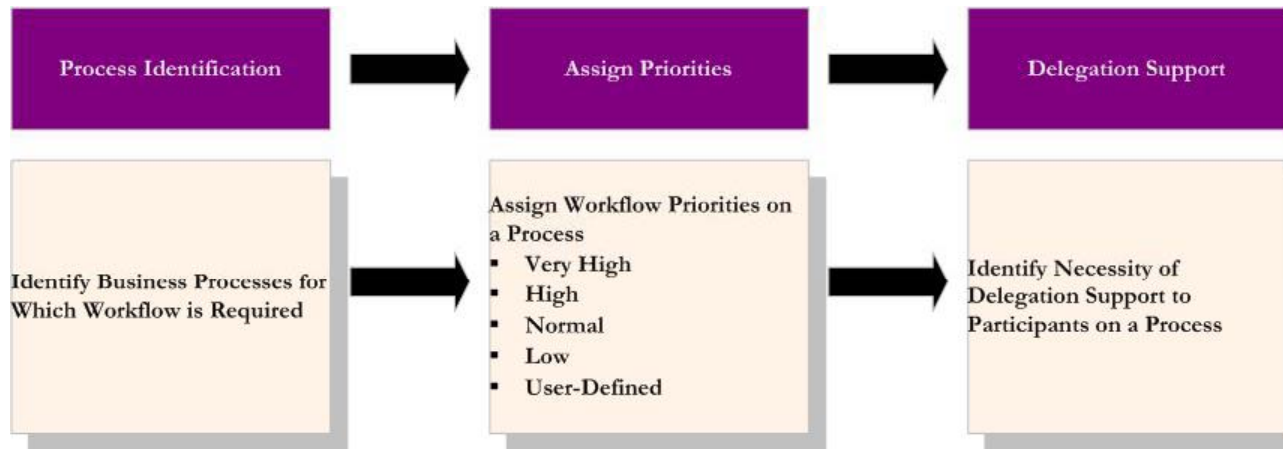 Process Identification
Assign Priorities
Delegation Support
Identify Business Processes for
Which Workflow is Required
Assign Workflow Priorities on
a Process
▪ Very High
▪ High
▪ Normal
▪ Low
▪ User-Defined
Identify Necessity of
Delegation Support to
Participants on a Process